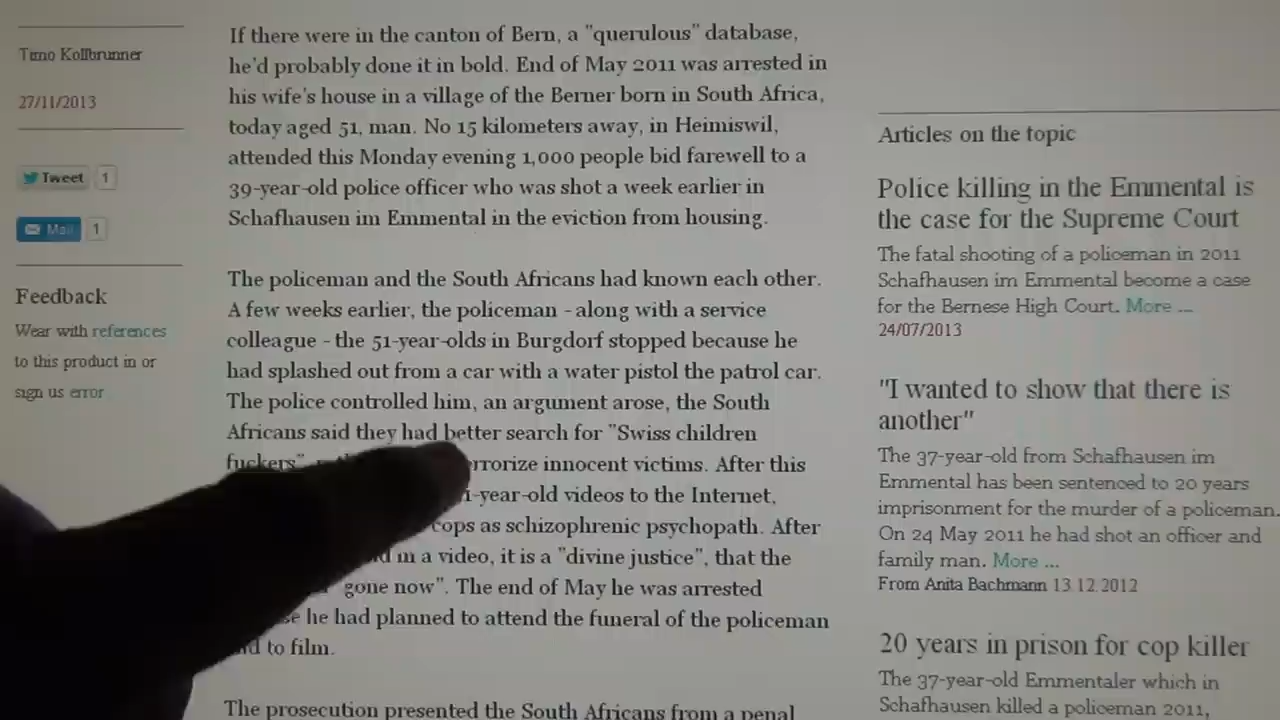 Timo Kollbrunner
27/11/2013
Tweet 1
Mail 1
Feedback
Wear with references
to this product in or
sign us error
If there were in the canton of Bern, a "querulous" database,
he'd probably done it in bold. End of May 2011 was arrested in
his wife's house in a village of the Berner born in South Africa,
today aged 51, man. No 15 kilometers away, in Heimiswil,
attended this Monday evening 1,000 people bid farewell to a
39-year-old police officer who was shot a week earlier in
Schafhausen im Emmental in the eviction from housing.
The policeman and the South Africans had known each other.
A few weeks earlier, the policeman - along with a service
colleague - the 51-year-olds in Burgdorf stopped because he
had splashed out from a car with a water pistol the patrol car.
The police controlled him, an argument arose, the South
Africans said they had better search for "Swiss children
fuckers" errorize innocent victims. After this
1-year-old videos to the Internet,
cops as schizophrenic psychopath. After
in a video, it is a "divine justice", that the
gone now". The end of May he was arrested
he had planned to attend the funeral of the policeman
to film.
The prosecution presented the South Africans from a penal
Articles on the topic
Police killing in the Emmental is
the case for the Supreme Court
The fatal shooting of a policeman in 2011
Schafhausen im Emmental become a case
for the Bernese High Court. More ...
24/07/2013
"I wanted to show that there is
another"
The 37-year-old from Schafhausen im
Emmental has been sentenced to 20 years
imprisonment for the murder of a policeman.
On 24 May 2011 he had shot an officer and
family man. More ...
From Anita Bachmann 13.12.2012
20 years in prison for cop killer
The 37-year-old Emmentaler which in
Schafhausen killed a policeman 2011,